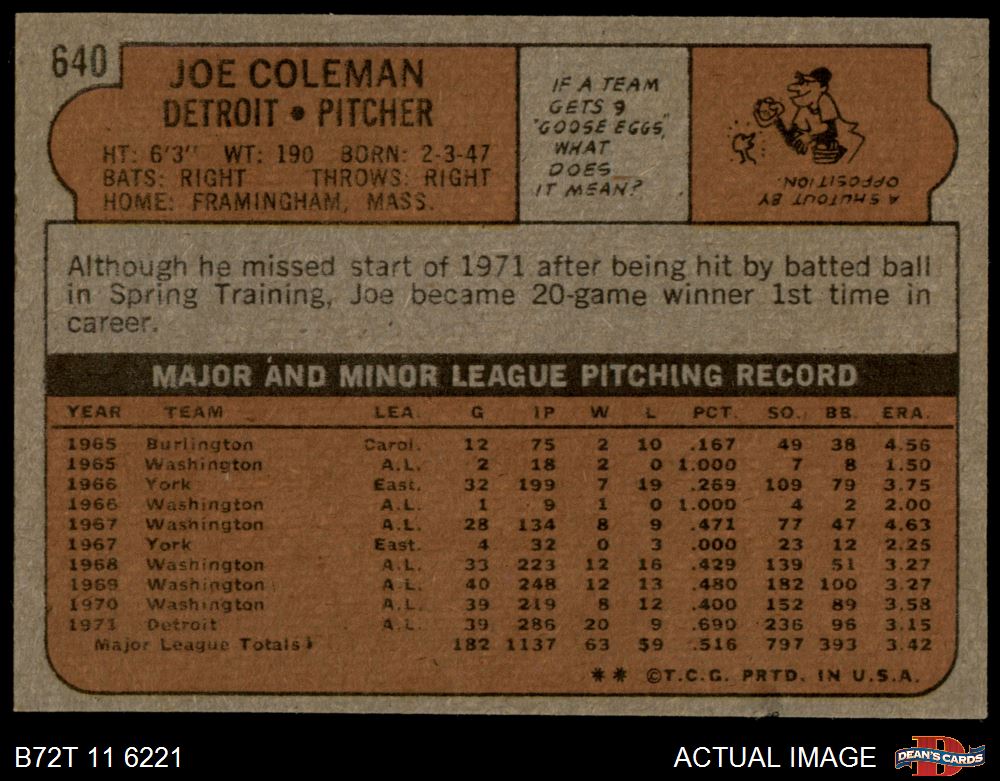 640
JOE COLEMAN
DETROIT • PITCHER
HT: 6'3" WT: 190 BORN: 2-3-47
BATS: RIGHT THROWS: RIGHT
HOME: FRAMINGHAM, MASS.
IF A TEAM
GETS 9
"GOOSE EGGS,"
WHAT
DOES
IT MEAN?
A SHUTOUT BY
OPPOSITION.
Although he missed start of 1971 after being hit by batted ball
in Spring Training, Joe became 20-game winner 1st time in
career.
MAJOR AND MINOR LEAGUE PITCHING RECORD
YEAR TEAM LEA. G IP W L PCT. SO. BB. ERA.
1965 Burlington Carol. 12 75 2 10 .167 49 38 4.56
1965 Washington A.L. 2 18 2 0 1.000 7 8 1.50
1966 York East. 32 199 7 19 .269 109 79 3.75
1966 Washington A.L. 1 9 1 0 1.000 4 2 2.00
1967 Washington A.L. 28 134 8 9 .471 77 47 4.63
1967 York East. 4 32 0 3 .000 23 12 2.25
1968 Washington A.L. 33 223 12 16 .429 139 51 3.27
1969 Washington A.L. 40 248 12 13 .480 182 100 3.27
1970 Washington A.L. 39 219 8 12 .400 152 89 3.58
1971 Detroit A.L. 39 286 20 9 .690 236 96 3.15
Major League Totals 182 1137 63 59 .516 797 393 3.42
** ©T.C.G. PRTD. IN U.S.A.
B72T 11 6221
ACTUAL IMAGE
D
DEAN'S CARDS